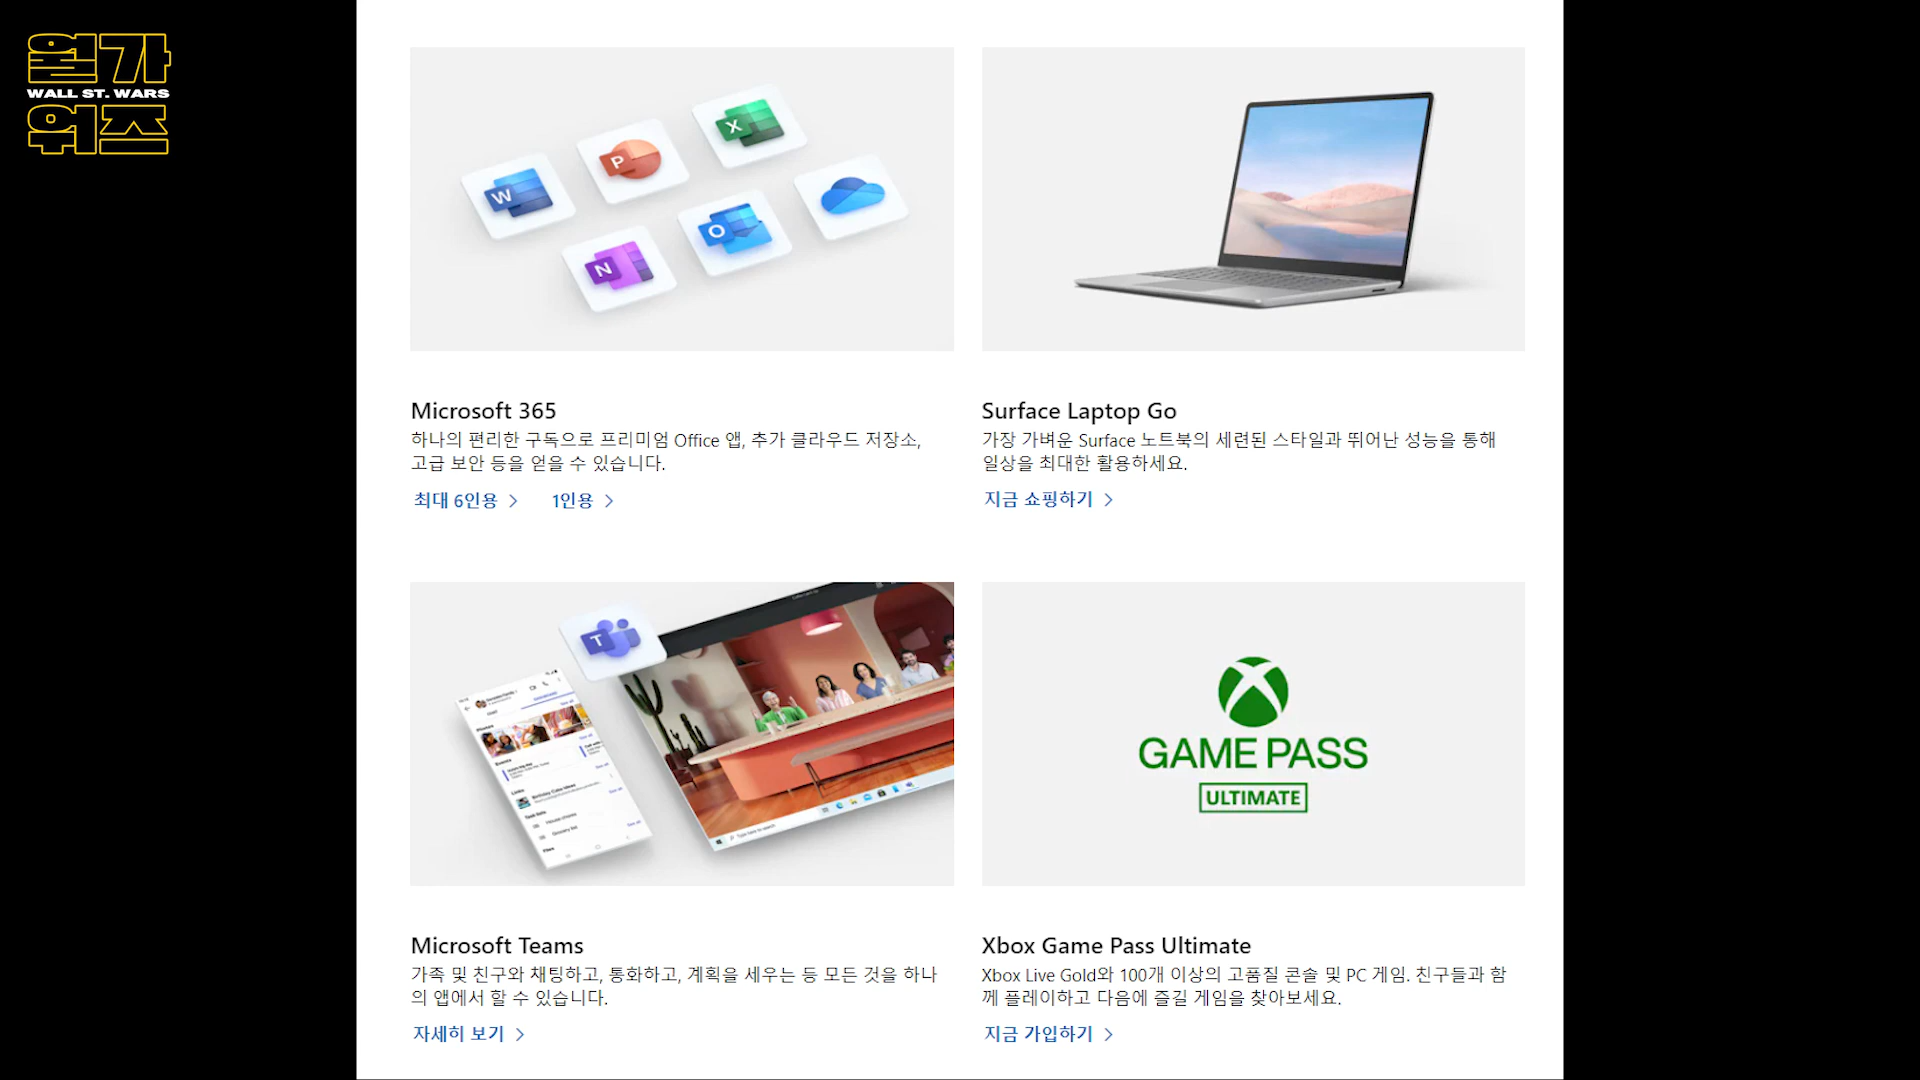 월가
WALL ST. WARS
워즈
W
P
X
N
O
Microsoft 365
하나의 편리한 구독으로 프리미엄 Office 앱, 추가 클라우드 저장소,
고급 보안 등을 얻을 수 있습니다.
최대 6인용
1인용
Surface Laptop Go
가장 가벼운 Surface 노트북의 세련된 스타일과 뛰어난 성능을 통해
일상을 최대한 활용하세요.
지금 쇼핑하기
T
Microsoft Teams
가족 및 친구와 채팅하고, 통화하고, 계획을 세우는 등 모든 것을 하나
의 앱에서 할 수 있습니다.
자세히 보기
GAME PASS
ULTIMATE
Xbox Game Pass Ultimate
Xbox Live Gold와 100개 이상의 고품질 콘솔 및 PC 게임. 친구들과 함
께 플레이하고 다음에 즐길 게임을 찾아보세요.
지금 가입하기